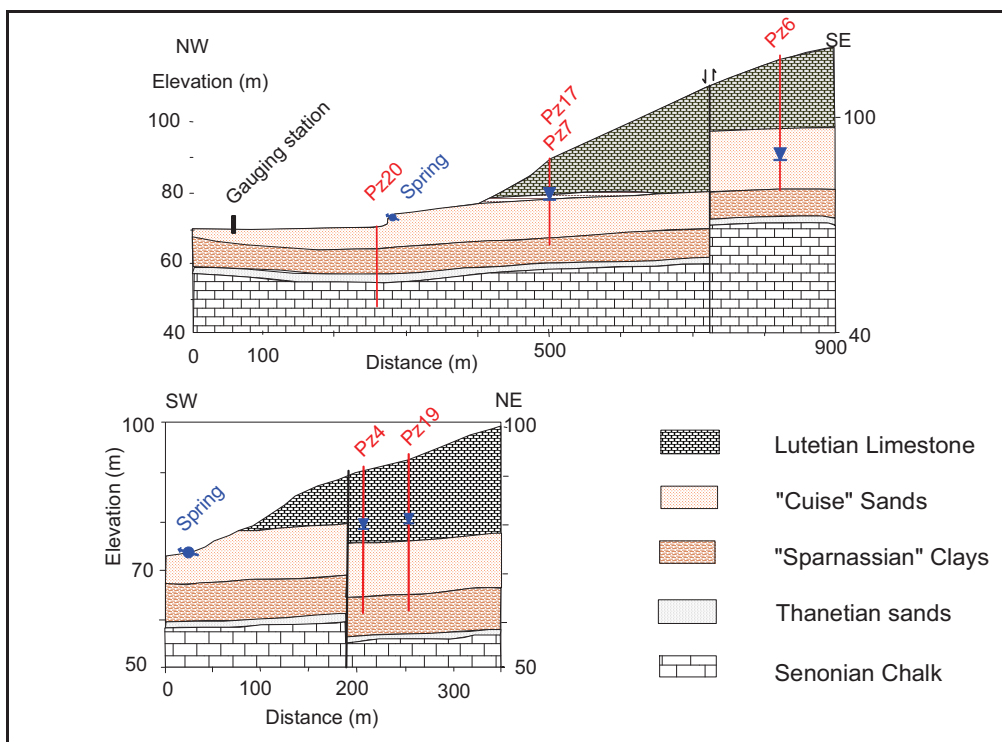 NW
SE
Elevation (m)
Gauging station
Pz20
Spring
Pz17
Pz7
Pz6
100
80
60
40
100
40
0
100
Distance (m)
500
900
SW
NE
100
70
50
Elevation (m)
Spring
Pz4
Pz19
100
50
0
100
200
300
Distance (m)
Lutetian Limestone
"Cuise" Sands
"Sparnassian" Clays
Thanetian sands
Senonian Chalk